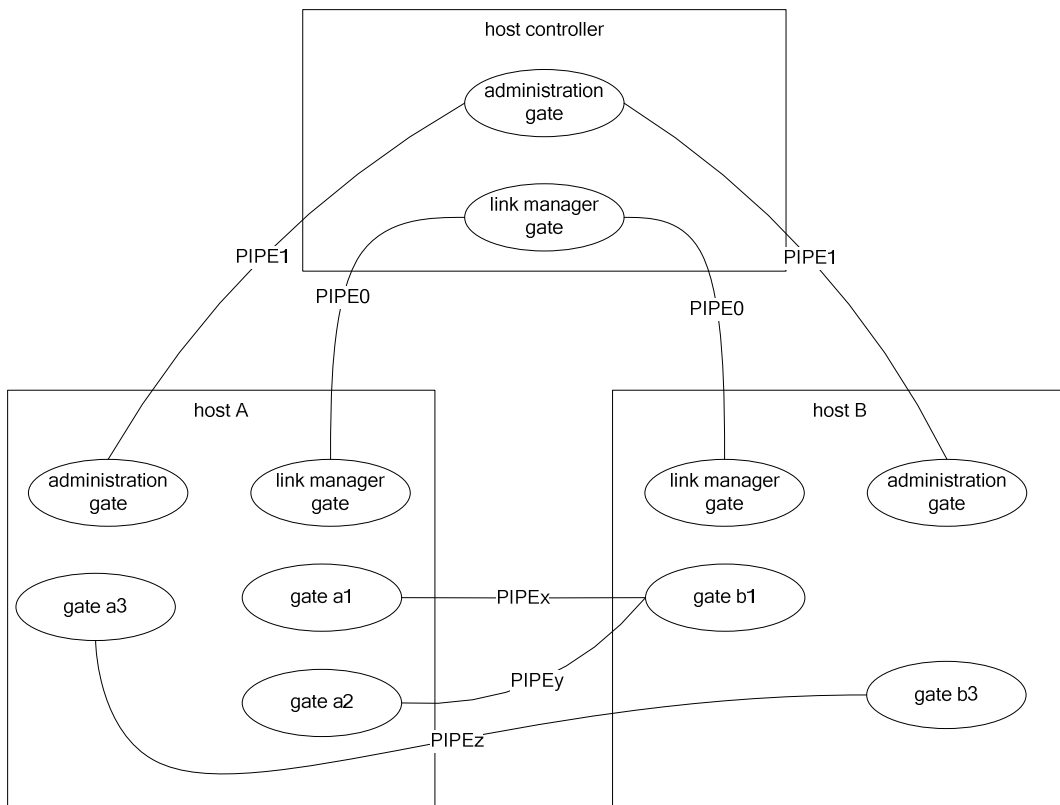 host controller
administration
gate
link manager
gate
PIPE1
PIPE1
PIPE0
PIPE0
host A
host B
administration
gate
link manager
gate
link manager
gate
administration
gate
gate a3
gate a1
PIPEx
gate b1
gate a2
PIPEy
gate b3
PIPEz